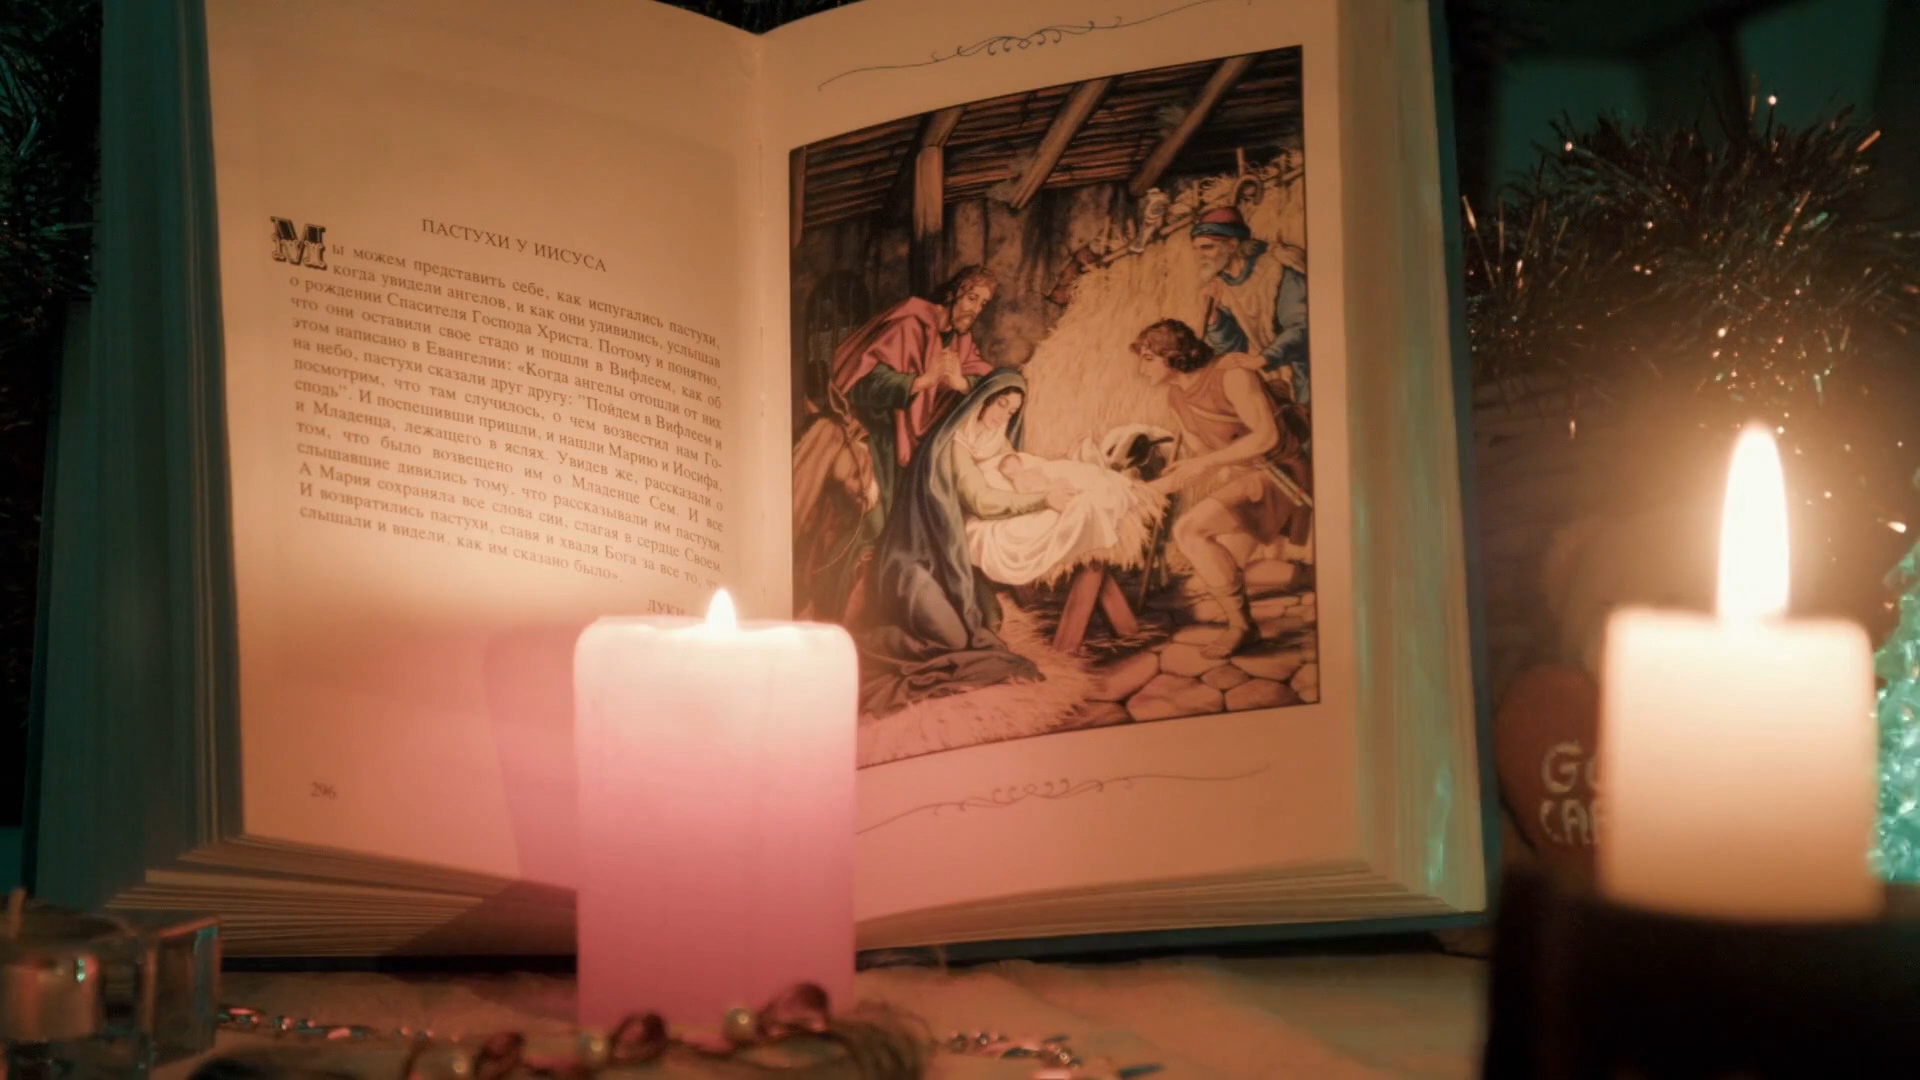 ПАСТУХИ У ИИСУСА
Мы можем представить себе, как испугались пастухи,
когда увидели ангелов, и как они удивились, услышав
о рождении Спасителя Господа Христа. Потому и понятно,
что они оставили свое стадо и пошли в Вифлеем, как об
этом написано в Евангелии: «Когда ангелы отошли от них
на небо, пастухи сказали друг другу: "Пойдем в Вифлеем и
посмотрим, что там случилось, о чем возвестил нам Го-
сподь". И поспешивши пришли, и нашли Марию и Иосифа,
и Младенца, лежащего в яслях. Увидев же, рассказали о
том, что было возвещено им о Младенце Сем. И все
слышавшие дивились тому, что рассказывали им пастухи.
А Мария сохраняла все слова сии, слагая в сердце Своем.
И возвратились пастухи, славя и хваля Бога за все то,
слышали и видели, как им сказано было».
ЛУКИ
296